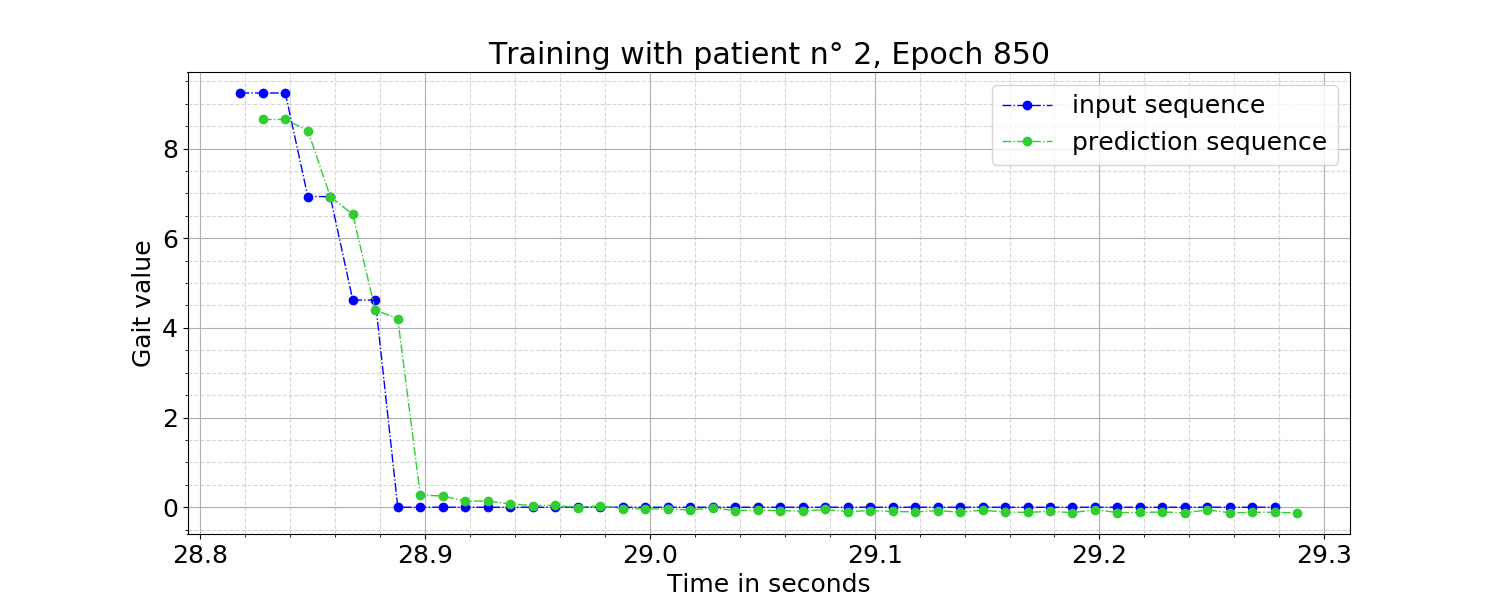 Training with patient n° 2, Epoch 850
input sequence
prediction sequence
Gait value
8
6
4
2
0
28.8 28.9 29.0 29.1 29.2 29.3
Time in seconds